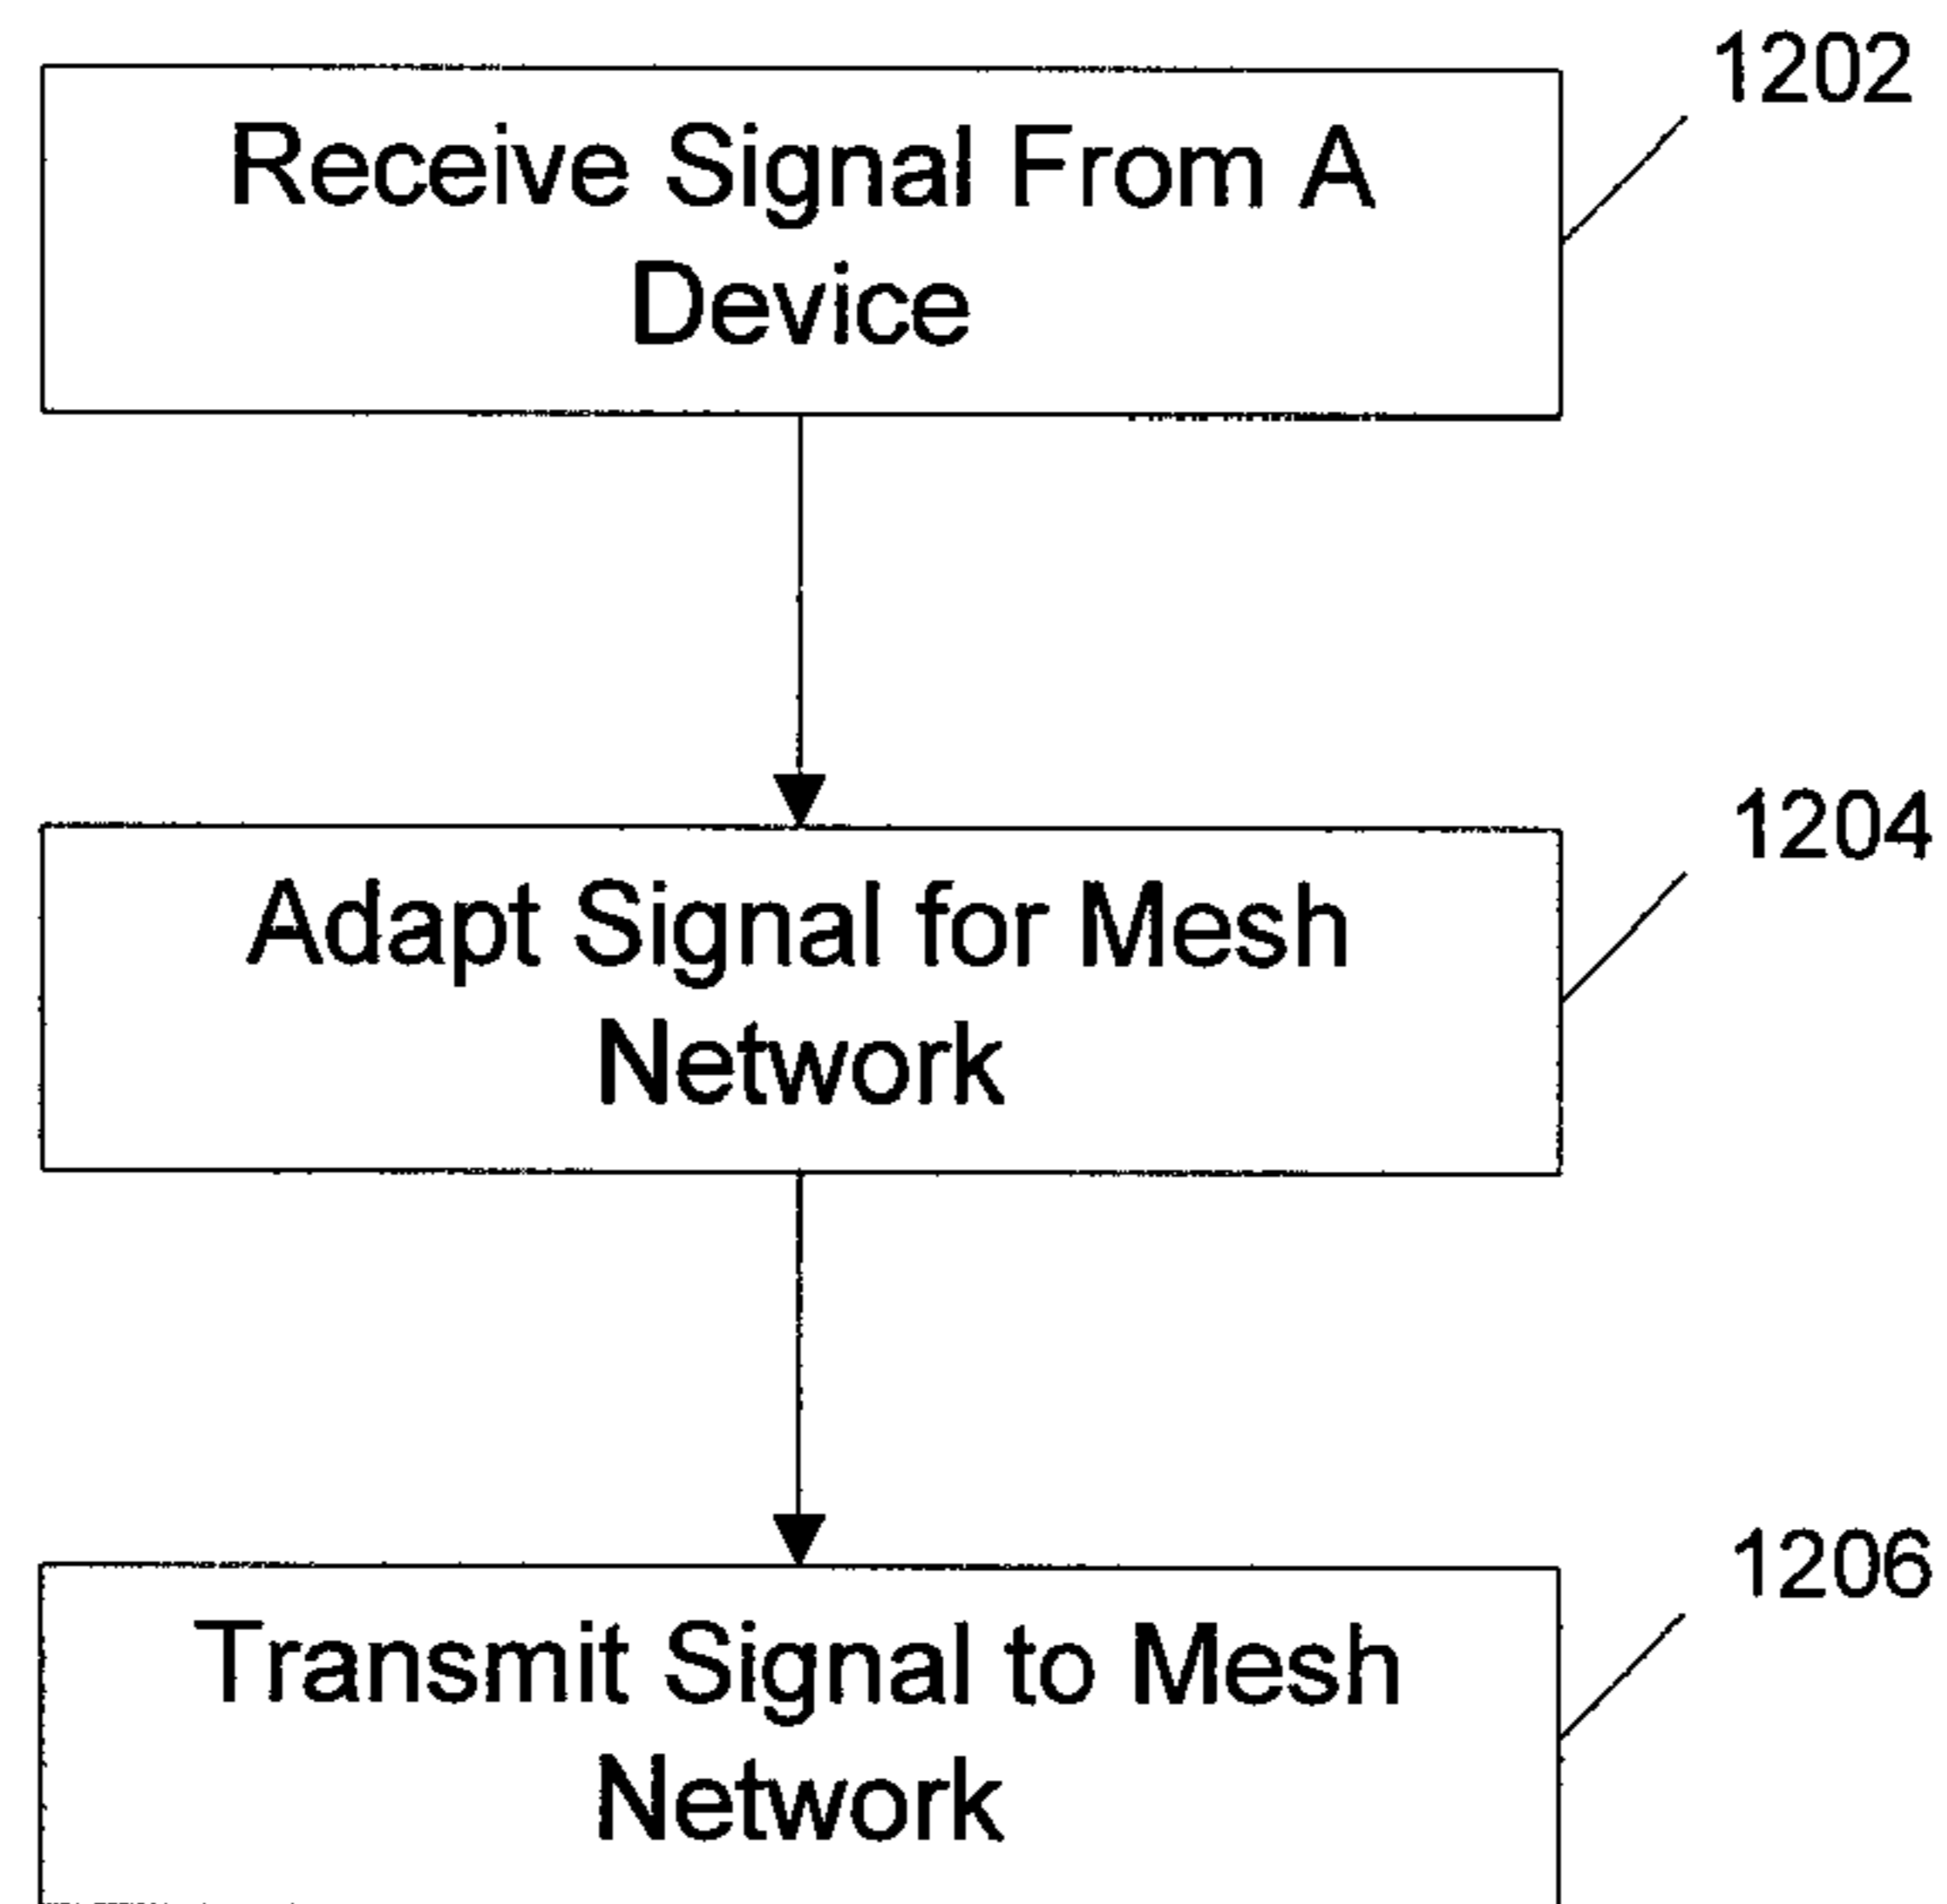 1202
Receive Signal From A
Device
1204
Adapt Signal for Mesh
Network
1206
Transmit Signal to Mesh
Network